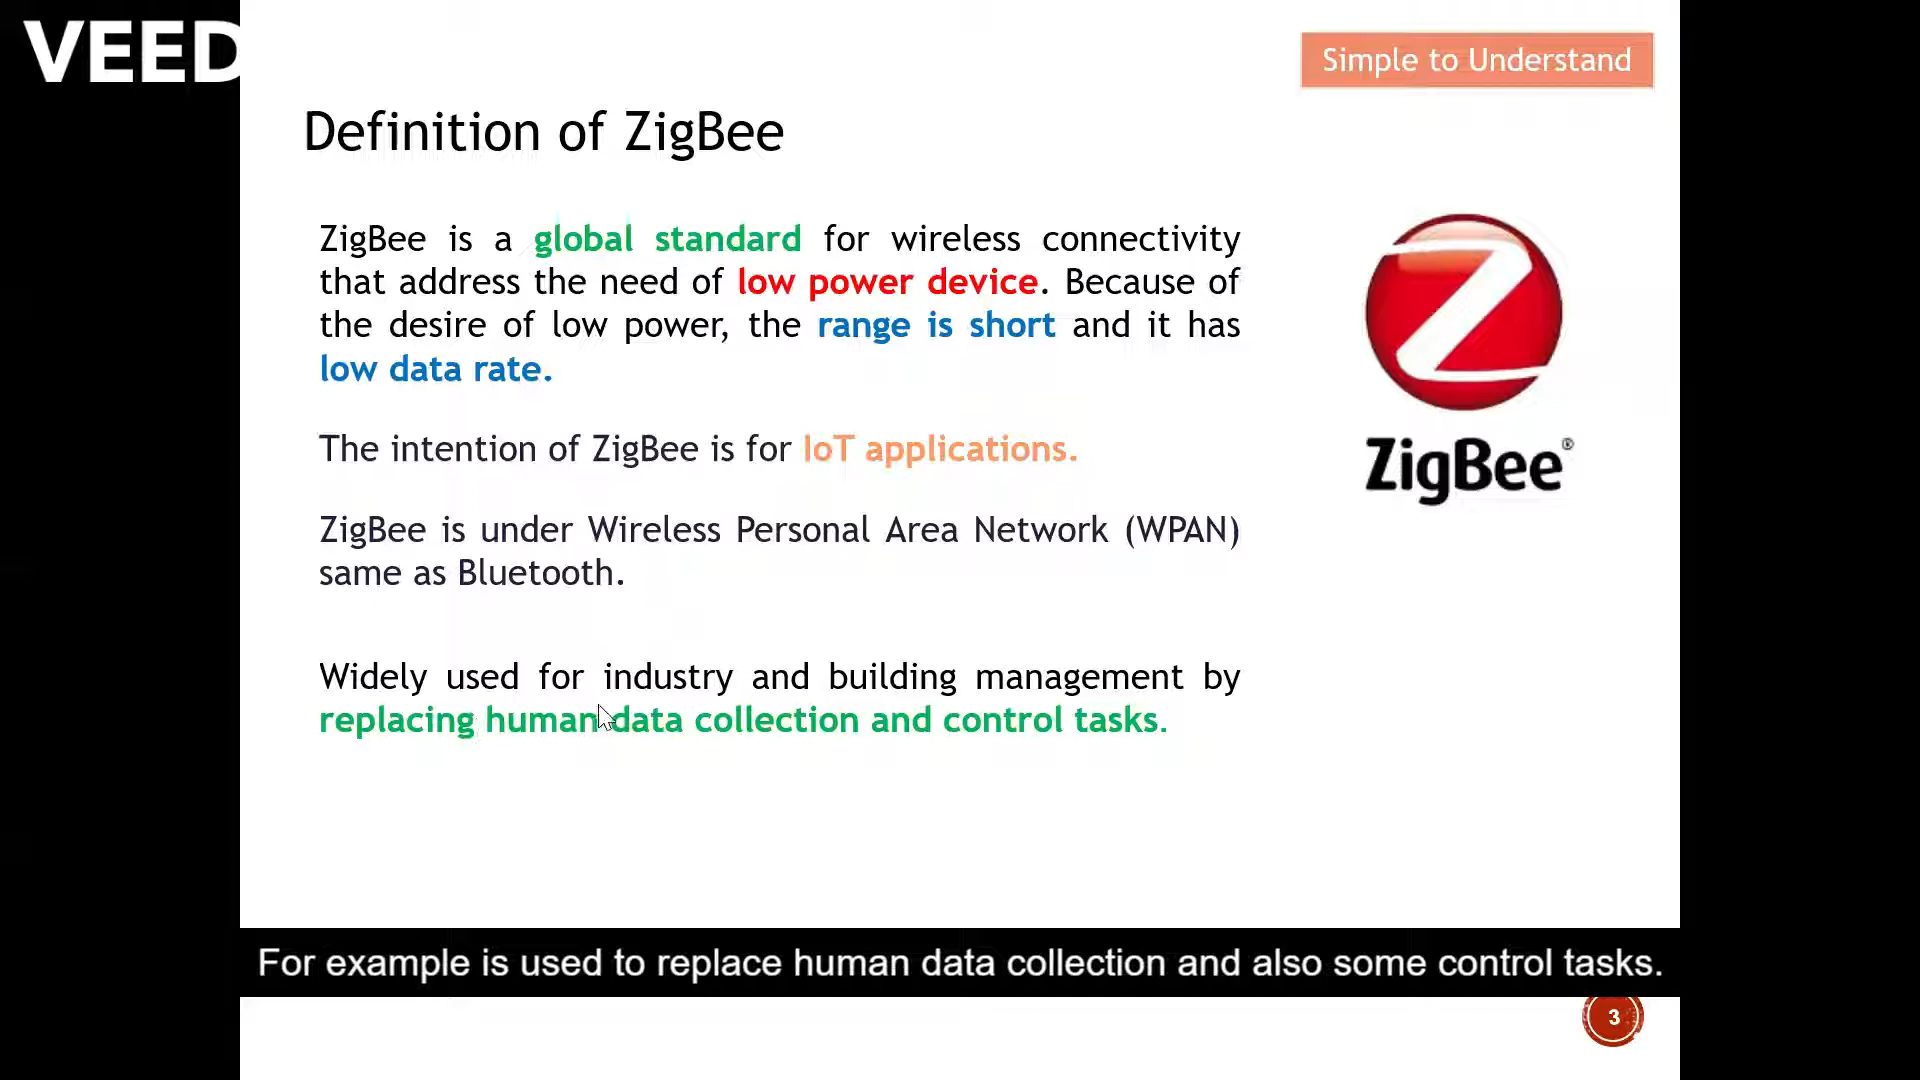 VEED
Simple to Understand
Definition of ZigBee
ZigBee is a global standard for wireless connectivity
that address the need of low power device. Because of
the desire of low power, the range is short and it has
low data rate.
The intention of ZigBee is for IoT applications.
ZigBee is under Wireless Personal Area Network (WPAN)
same as Bluetooth.
Widely used for industry and building management by
replacing human data collection and control tasks.
ZigBee®
For example is used to replace human data collection and also some control tasks.
3